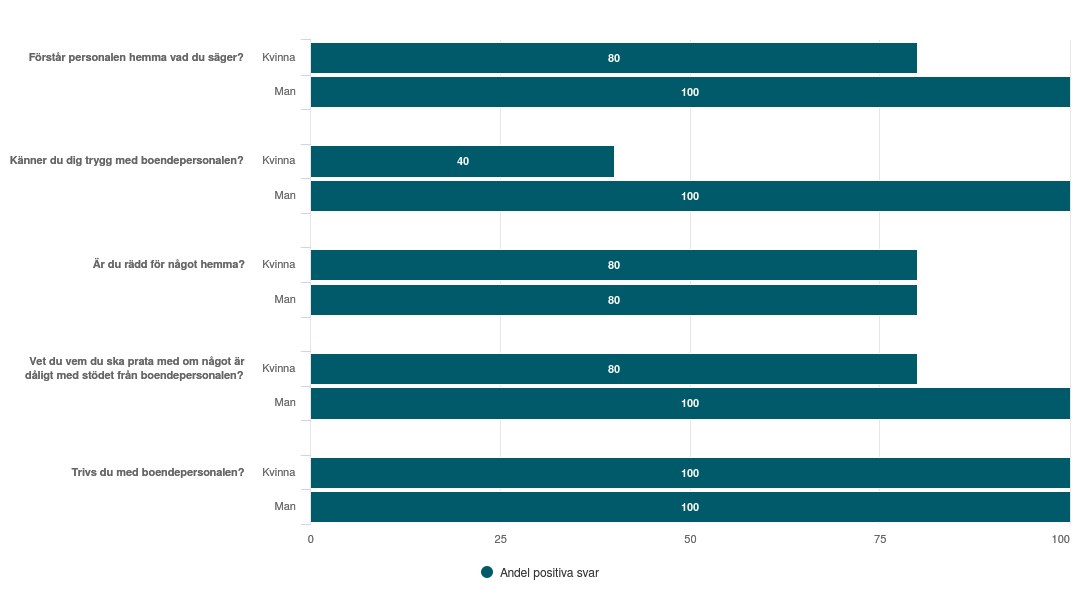 Förstår personalen hemma vad du säger?
Kvinna
80
Man
100
Känner du dig trygg med boendepersonalen?
Kvinna
40
Man
100
Är du rädd för något hemma?
Kvinna
80
Man
80
Vet du vem du ska prata med om något är
dåligt med stödet från boendepersonalen?
Kvinna
80
Man
100
Trivs du med boendepersonalen?
Kvinna
100
Man
100
0
25
50
75
100
Andel positiva svar